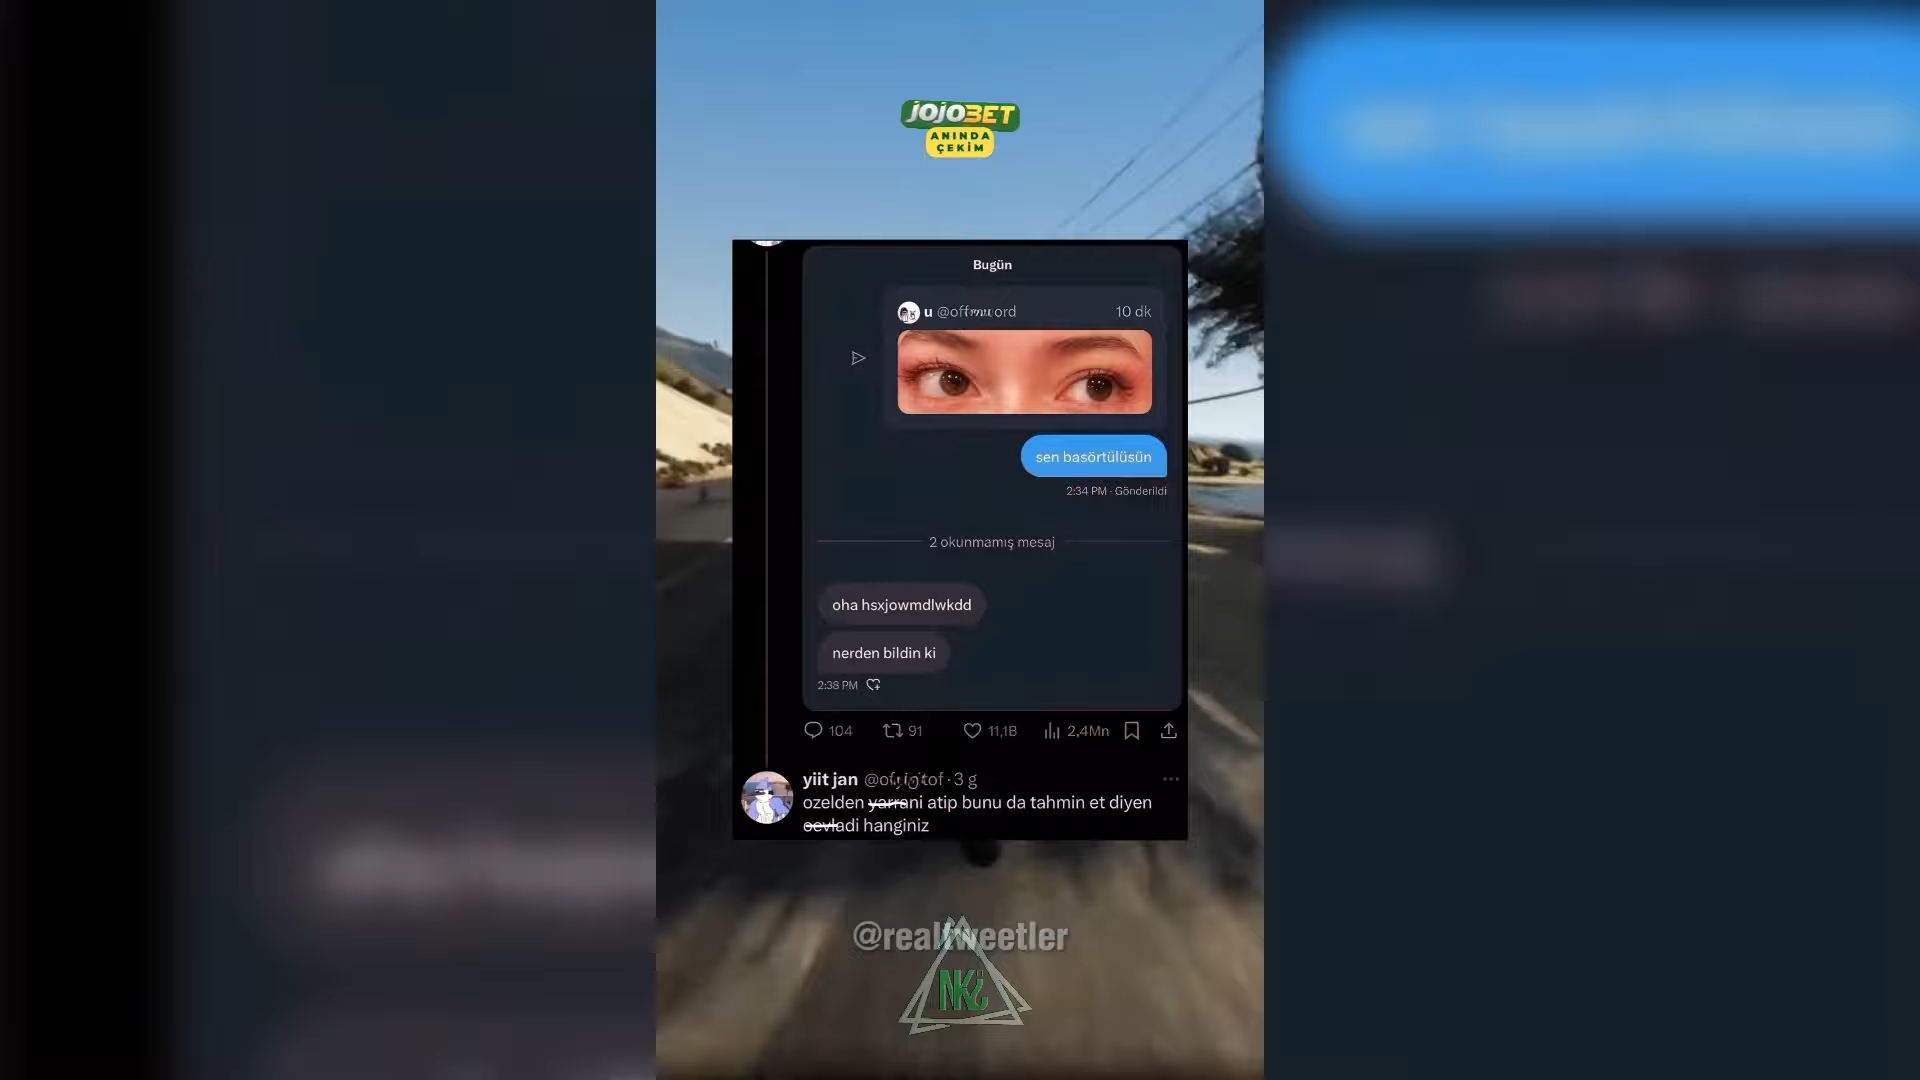 JOJOBET
ANINDA
ÇEKİM
Bugün
u 10 dk
sen basörtülüsün
2:34 PM · Gönderildi
2 okunmamış mesaj
oha hsxjowmdlwkdd
nerden bildin ki
2:38 PM
104 91 11,1B 2,4Mn
yiit jan · 3 g
ozelden yarrani atip bunu da tahmin et diyen
oevladi hanginiz
@realtweetler